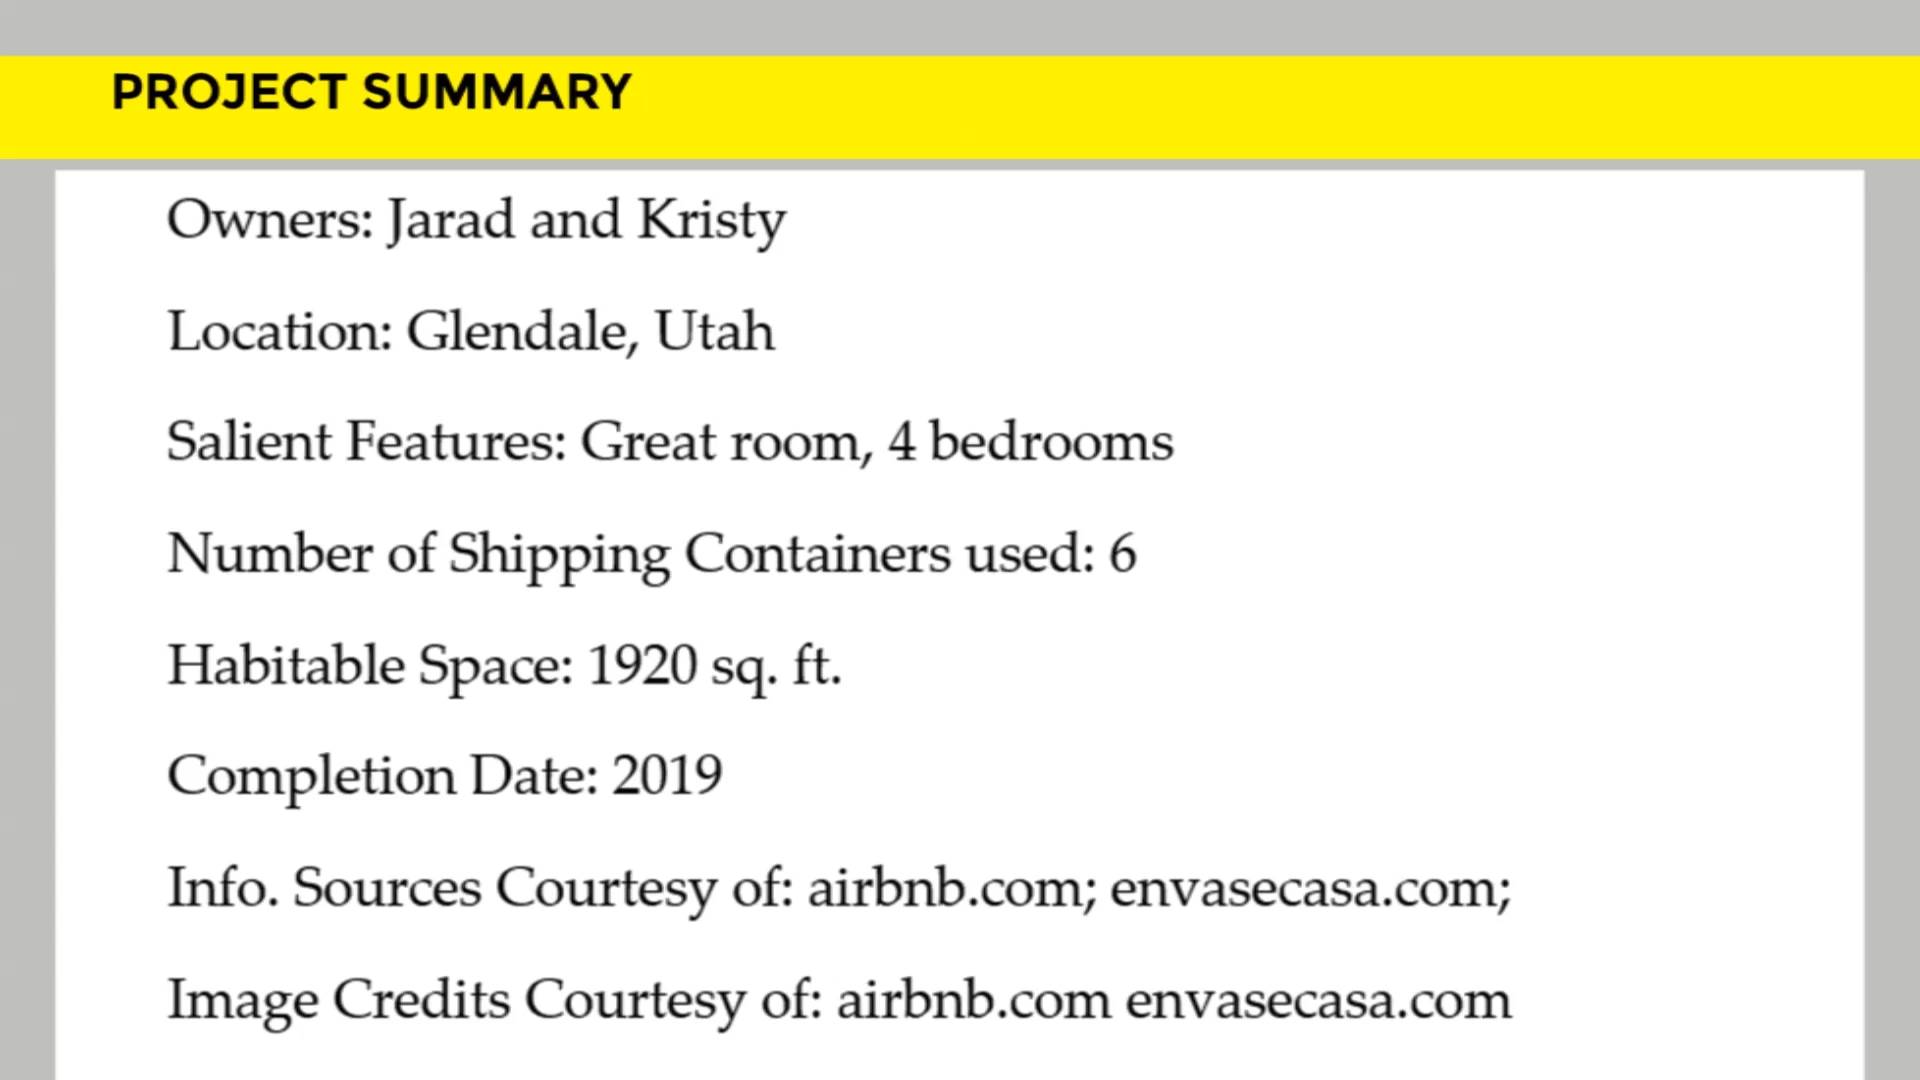 PROJECT SUMMARY
Owners: Jarad and Kristy
Location: Glendale, Utah
Salient Features: Great room, 4 bedrooms
Number of Shipping Containers used: 6
Habitable Space: 1920 sq. ft.
Completion Date: 2019
Info. Sources Courtesy of: airbnb.com; envasecasa.com;
Image Credits Courtesy of: airbnb.com envasecasa.com